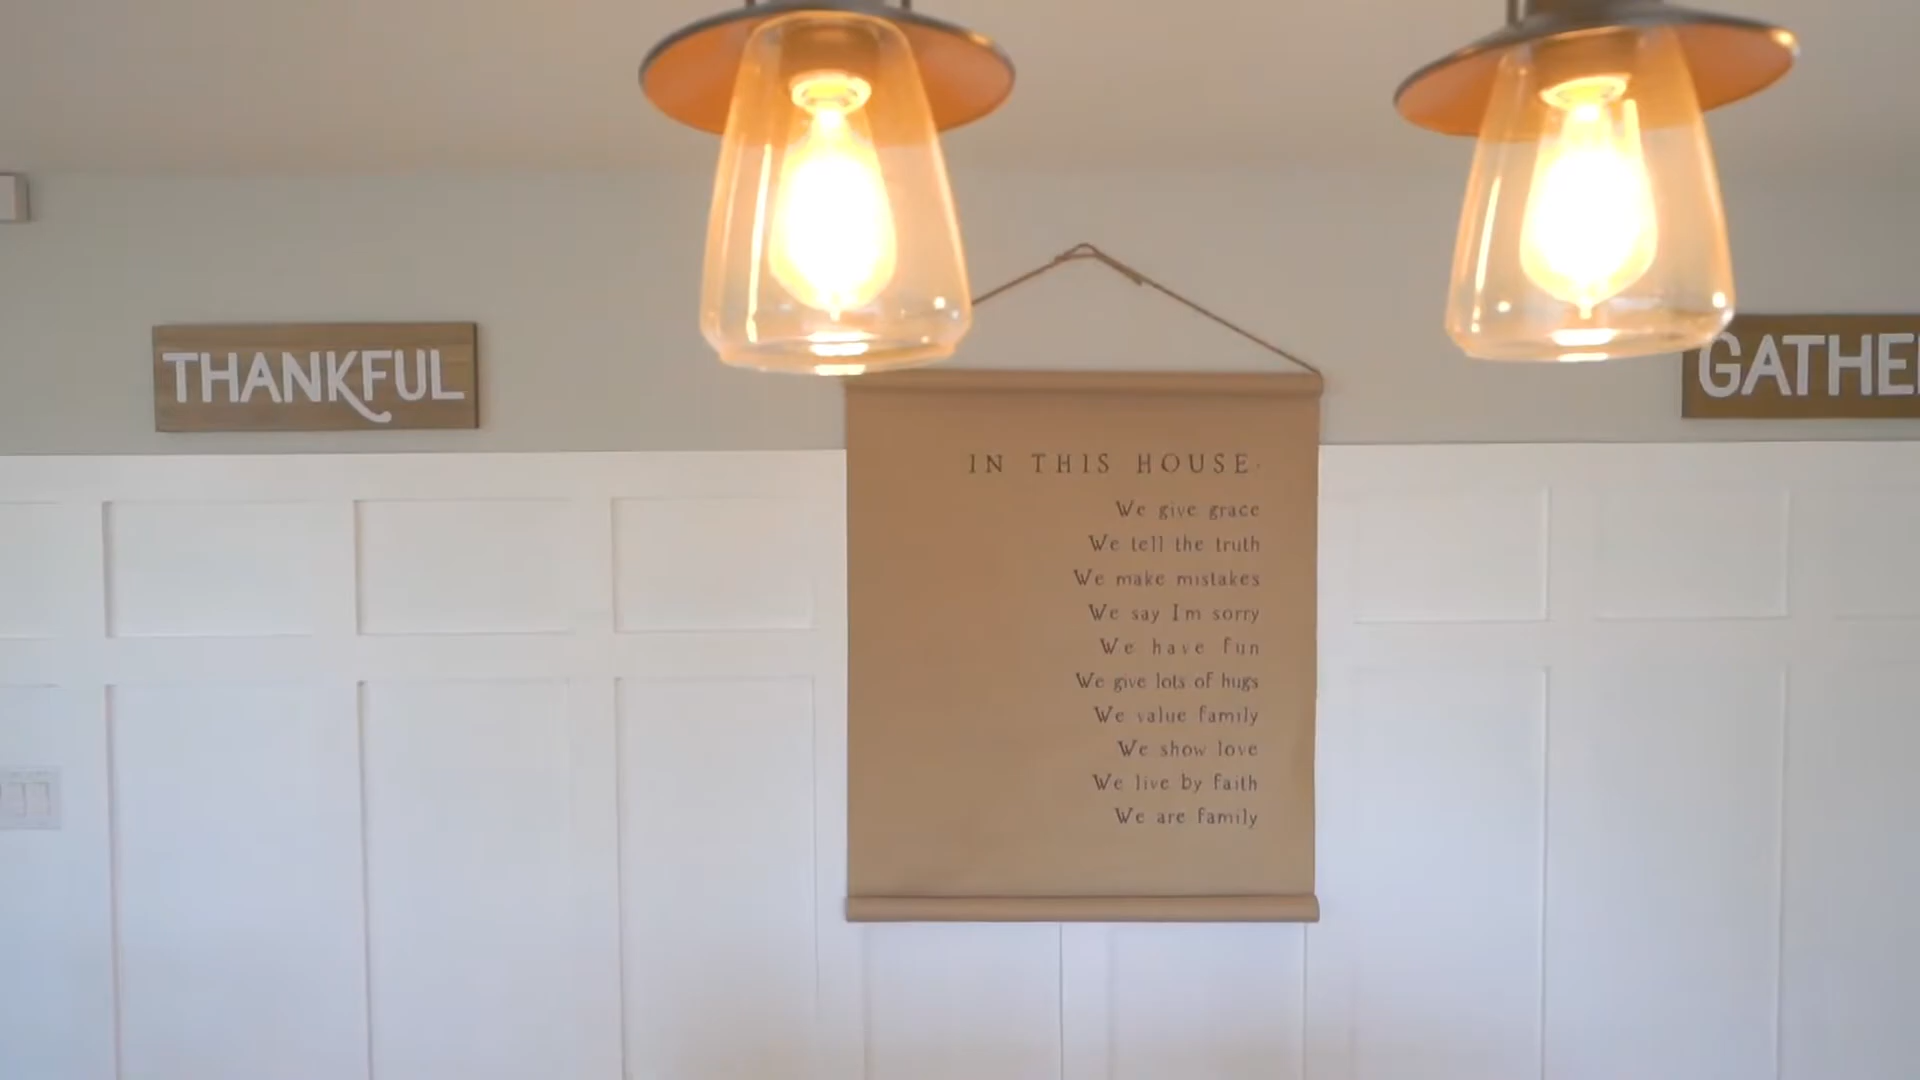 THANKFUL
GATHE
IN THIS HOUSE
We give grace
We tell the truth
We make mistakes
We say I'm sorry
We have fun
We give lots of hugs
We value family
We show love
We live by faith
We are family